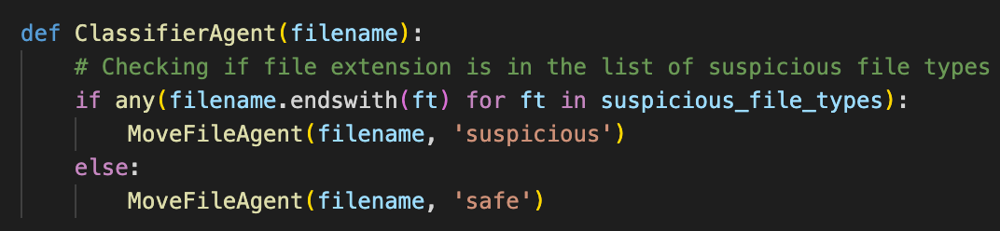 def ClassifierAgent(filename):
    # Checking if file extension is in the list of suspicious file types
    if any(filename.endswith(ft) for ft in suspicious_file_types):
        MoveFileAgent(filename, 'suspicious')
    else:
        MoveFileAgent(filename, 'safe')